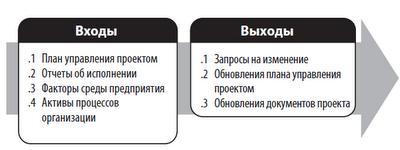 Входы
.1 План управления проектом
.2 Отчеты об исполнении
.3 Факторы среды предприятия
.4 Активы процессов
организации
Выходы
.1 Запросы на изменение
.2 Обновления плана управления
проектом
.3 Обновления документов проекта